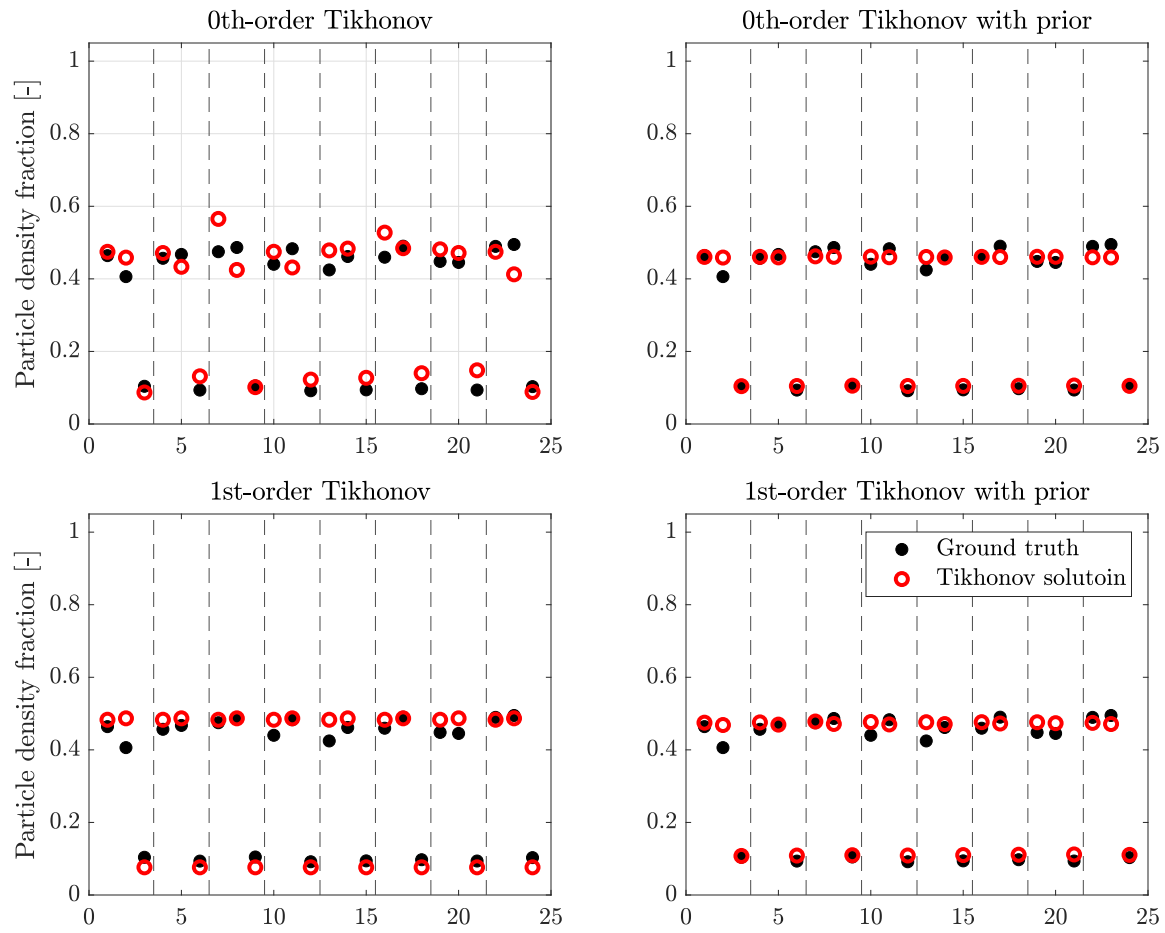 0th-order Tikhonov
0th-order Tikhonov with prior
Particle density fraction [-]
1
0.8
0.6
0.4
0.2
0
0 5 10 15 20 25
1
0.8
0.6
0.4
0.2
0
0 5 10 15 20 25
1st-order Tikhonov
1st-order Tikhonov with prior
Particle density fraction [-]
1
0.8
0.6
0.4
0.2
0
0 5 10 15 20 25
1
0.8
0.6
0.4
0.2
0
0 5 10 15 20 25
Ground truth
Tikhonov solutoin